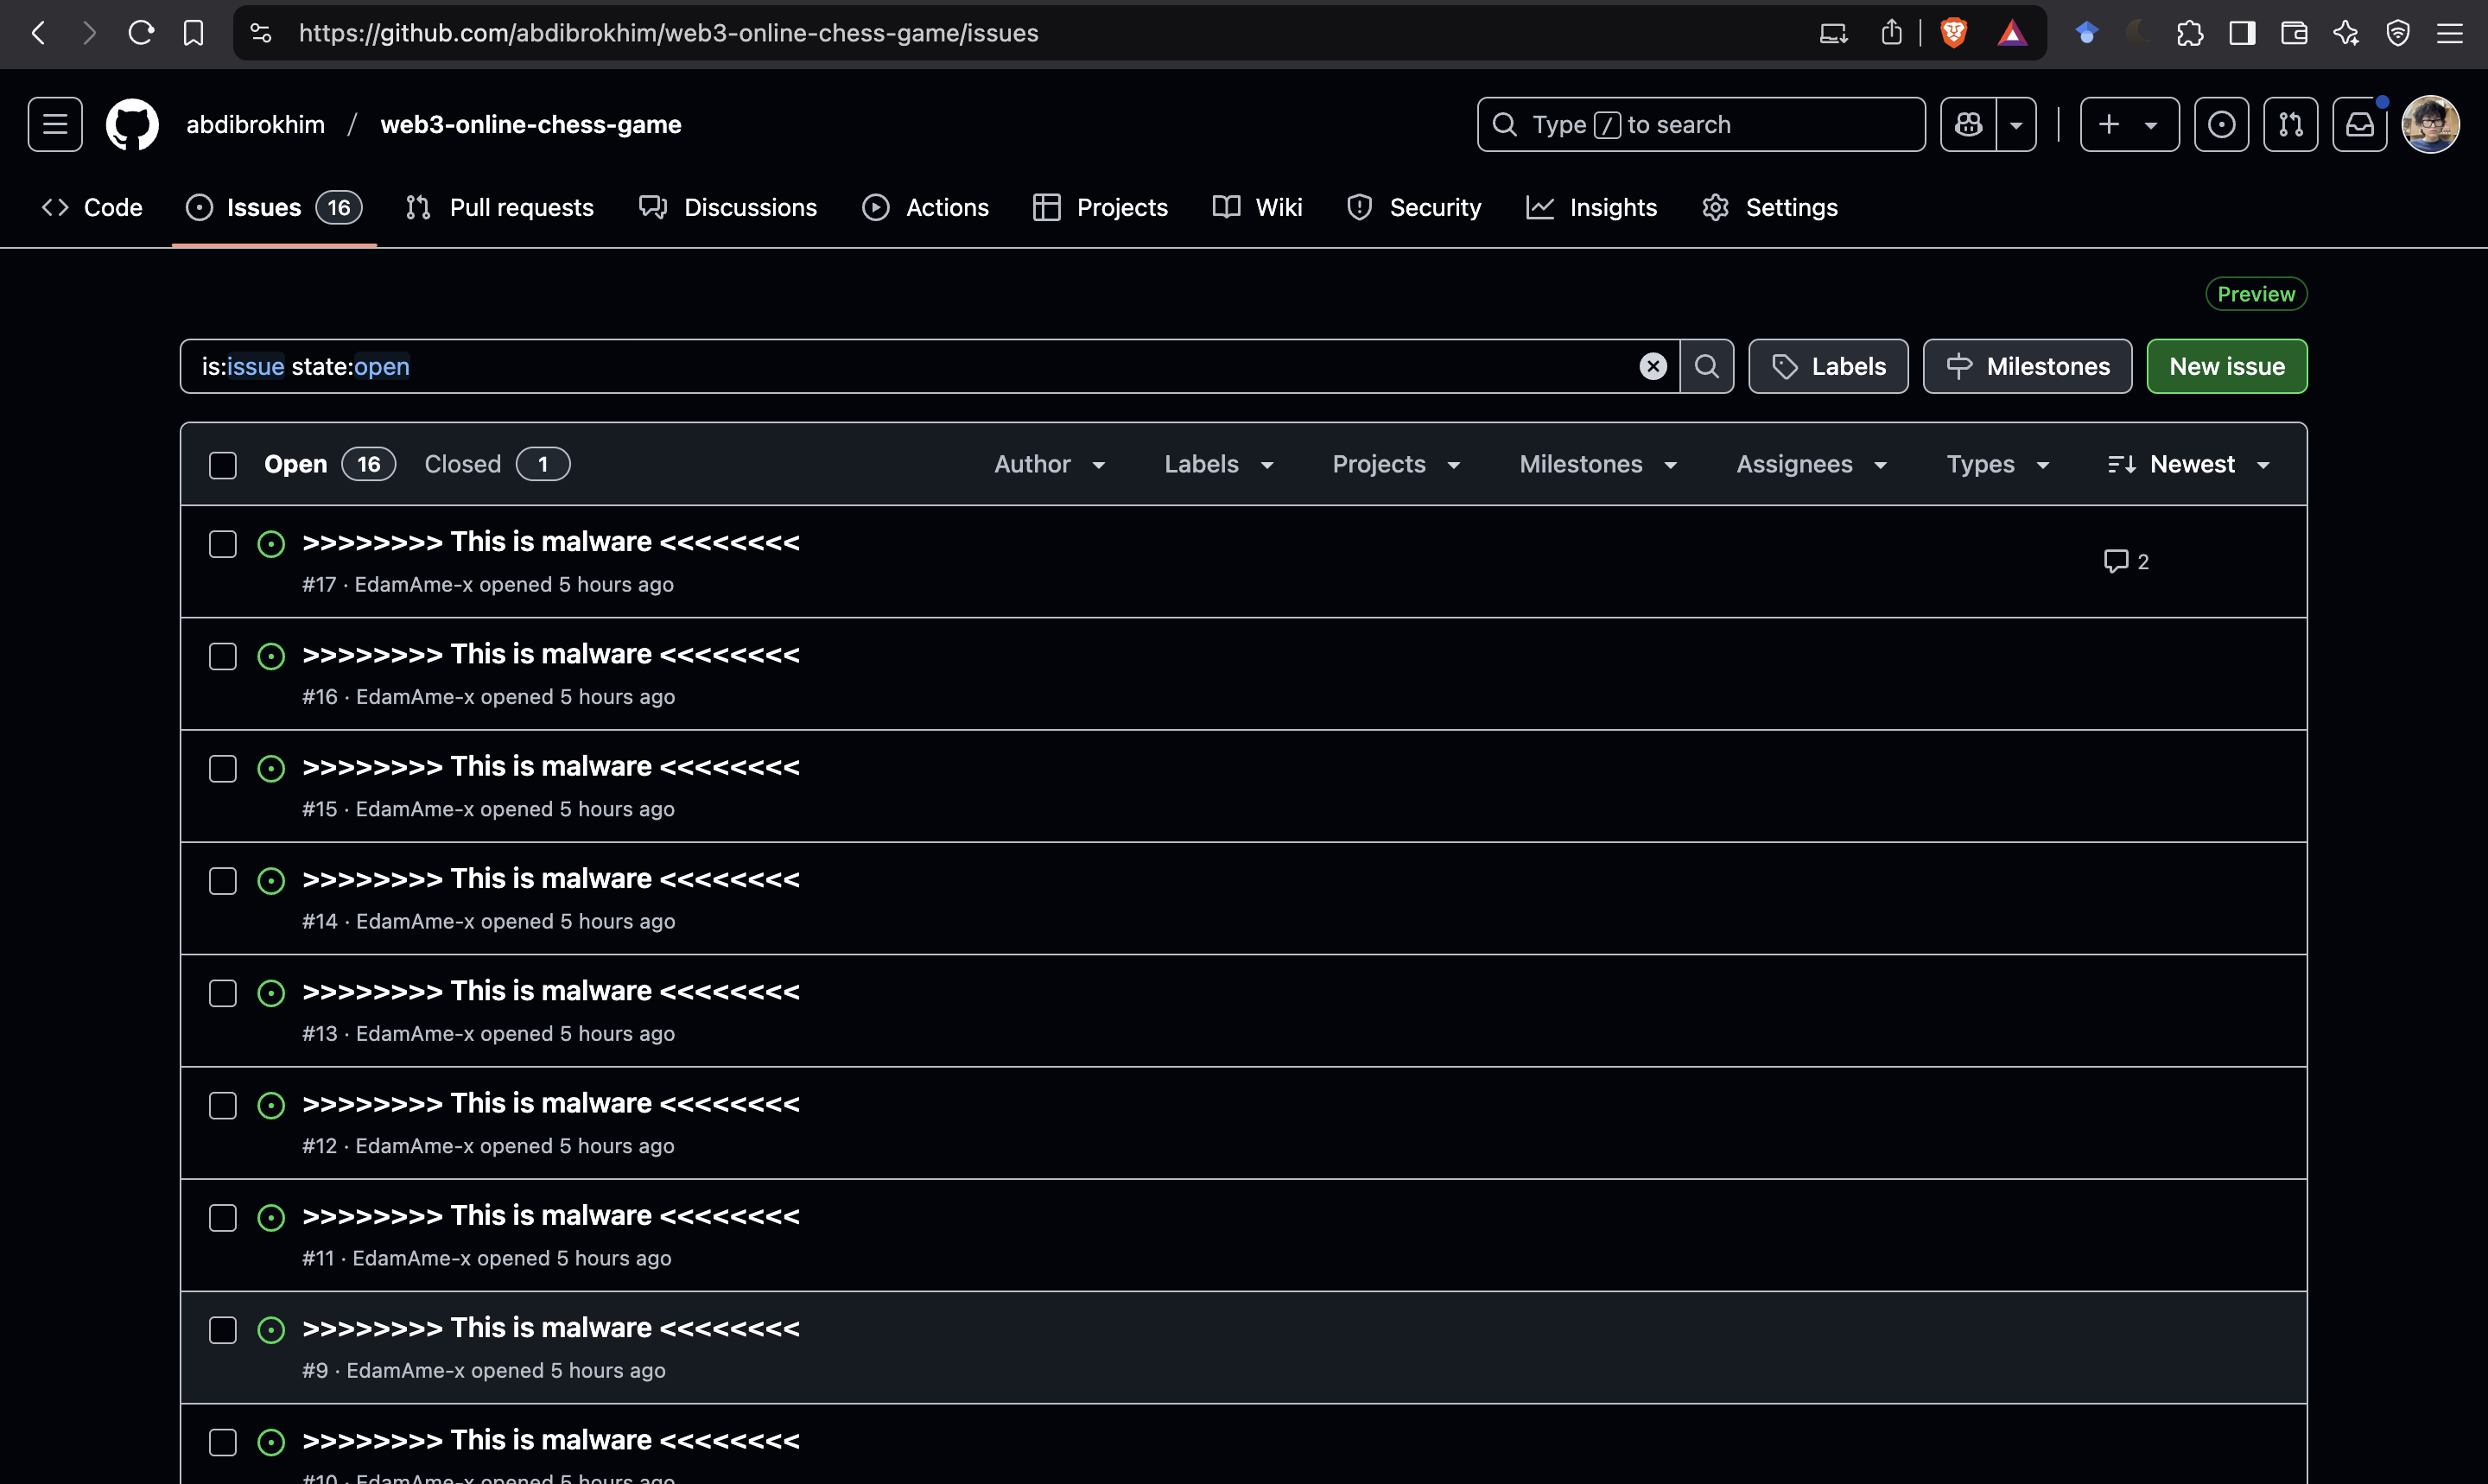 https://github.com/abdibrokhim/web3-online-chess-game/issues
abdibrokhim / web3-online-chess-game
Type / to search
Code
Issues 16
Pull requests
Discussions
Actions
Projects
Wiki
Security
Insights
Settings
Preview
is:issue state:open
Labels
Milestones
New issue
Open 16 Closed 1 Author Labels Projects Milestones Assignees Types Newest
>>>>>>>> This is malware <<<<<<<<
2
#17 · EdamAme-x opened 5 hours ago
>>>>>>>> This is malware <<<<<<<<
#16 · EdamAme-x opened 5 hours ago
>>>>>>>> This is malware <<<<<<<<
#15 · EdamAme-x opened 5 hours ago
>>>>>>>> This is malware <<<<<<<<
#14 · EdamAme-x opened 5 hours ago
>>>>>>>> This is malware <<<<<<<<
#13 · EdamAme-x opened 5 hours ago
>>>>>>>> This is malware <<<<<<<<
#12 · EdamAme-x opened 5 hours ago
>>>>>>>> This is malware <<<<<<<<
#11 · EdamAme-x opened 5 hours ago
>>>>>>>> This is malware <<<<<<<<
#9 · EdamAme-x opened 5 hours ago
>>>>>>>> This is malware <<<<<<<<
#10 · EdamAme-x opened 5 hours ago